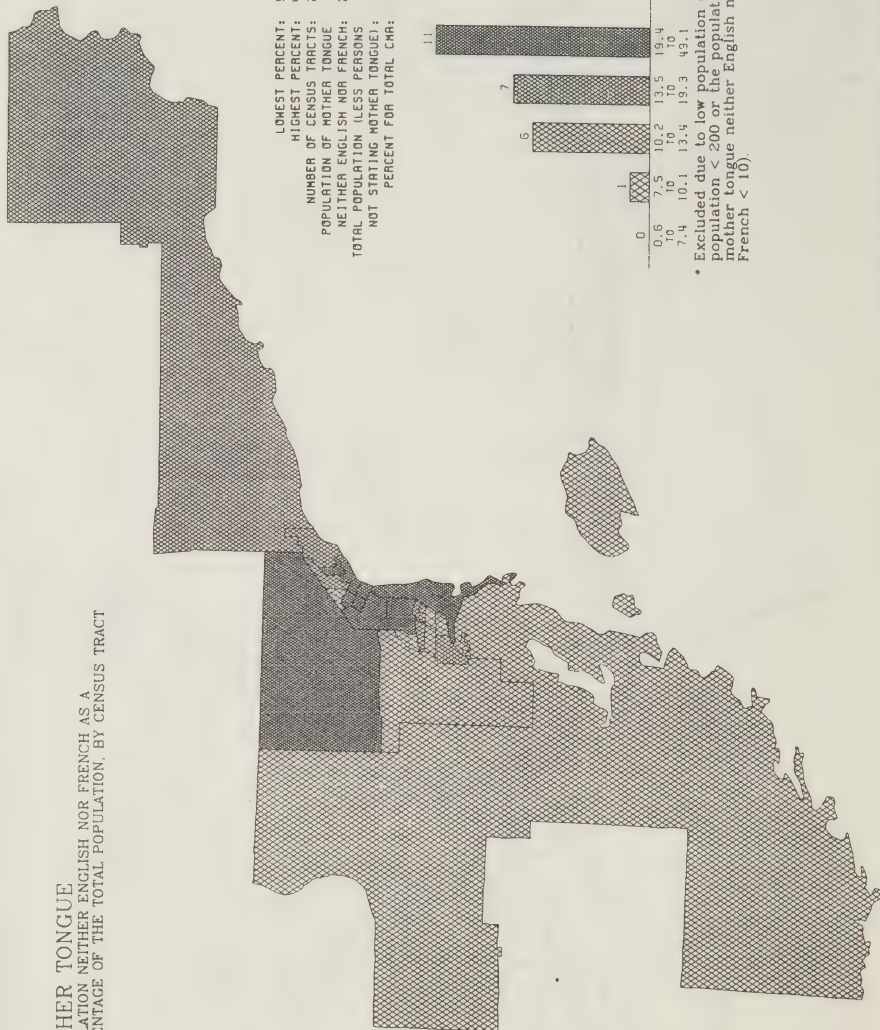 HER TONGUE
LATION NEITHER ENGLISH NOR FRENCH AS A
ENTAGE OF THE TOTAL POPULATION, BY CENSUS TRACT
LOWEST PERCENT:
HIGHEST PERCENT:
NUMBER OF CENSUS TRACTS:
POPULATION OF MOTHER TONGUE
NEITHER ENGLISH NOR FRENCH:
TOTAL POPULATION (LESS PERSONS
NOT STATING MOTHER TONGUE):
PERCENT FOR TOTAL CMA:
0 1 6 7 11
0.6 7.5 10.2 13.5 19.4
TO TO TO TO TO
7.4 10.1 13.4 19.3 49.1
• Excluded due to low population
population < 200 or the populat
mother tongue neither English n
French < 10).